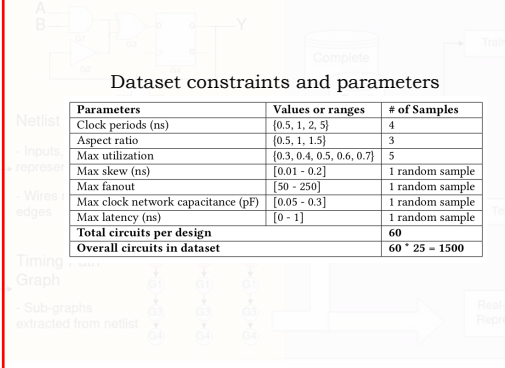 A
B
Y
Complete
Train
Dataset constraints and parameters
Parameters Values or ranges # of Samples
Clock periods (ns) {0.5, 1, 2, 5} 4
Aspect ratio {0.5, 1, 1.5} 3
Max utilization {0.3, 0.4, 0.5, 0.6, 0.7} 5
Max skew (ns) [0.01 - 0.2] 1 random sample
Max fanout [50 - 250] 1 random sample
Max clock network capacitance (pF) [0.05 - 0.3] 1 random sample
Max latency (ns) [0 - 1] 1 random sample
Total circuits per design 60
Overall circuits in dataset 60 * 25 = 1500
Netlist
- Inputs,
represen
- Wires
edges
Timing
Graph
- Sub-graphs
extracted from netlist
G1 G1 G1
G3 G3 G3
G4 G4 G4